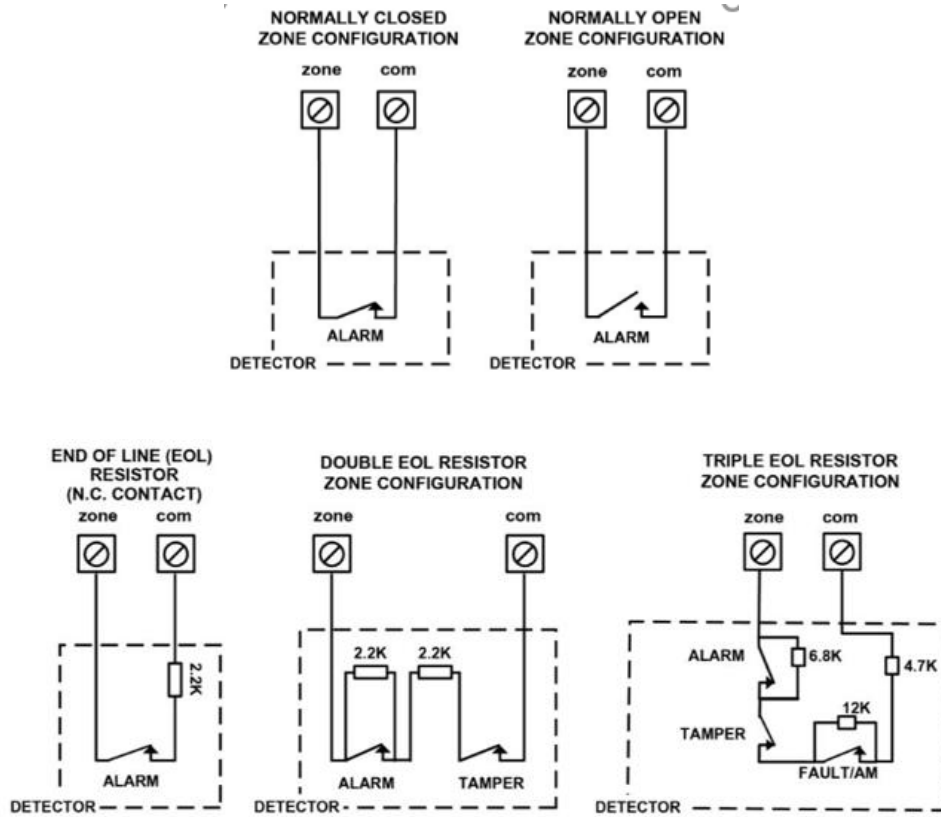 NORMALLY CLOSED
ZONE CONFIGURATION
zone com
ALARM
DETECTOR
NORMALLY OPEN
ZONE CONFIGURATION
zone com
ALARM
DETECTOR
END OF LINE (EOL)
RESISTOR
(N.C. CONTACT)
zone com
2.2K
ALARM
DETECTOR
DOUBLE EOL RESISTOR
ZONE CONFIGURATION
zone com
2.2K 2.2K
ALARM TAMPER
DETECTOR
TRIPLE EOL RESISTOR
ZONE CONFIGURATION
zone com
ALARM 6.8K 4.7K
12K
TAMPER
FAULT/AM
DETECTOR